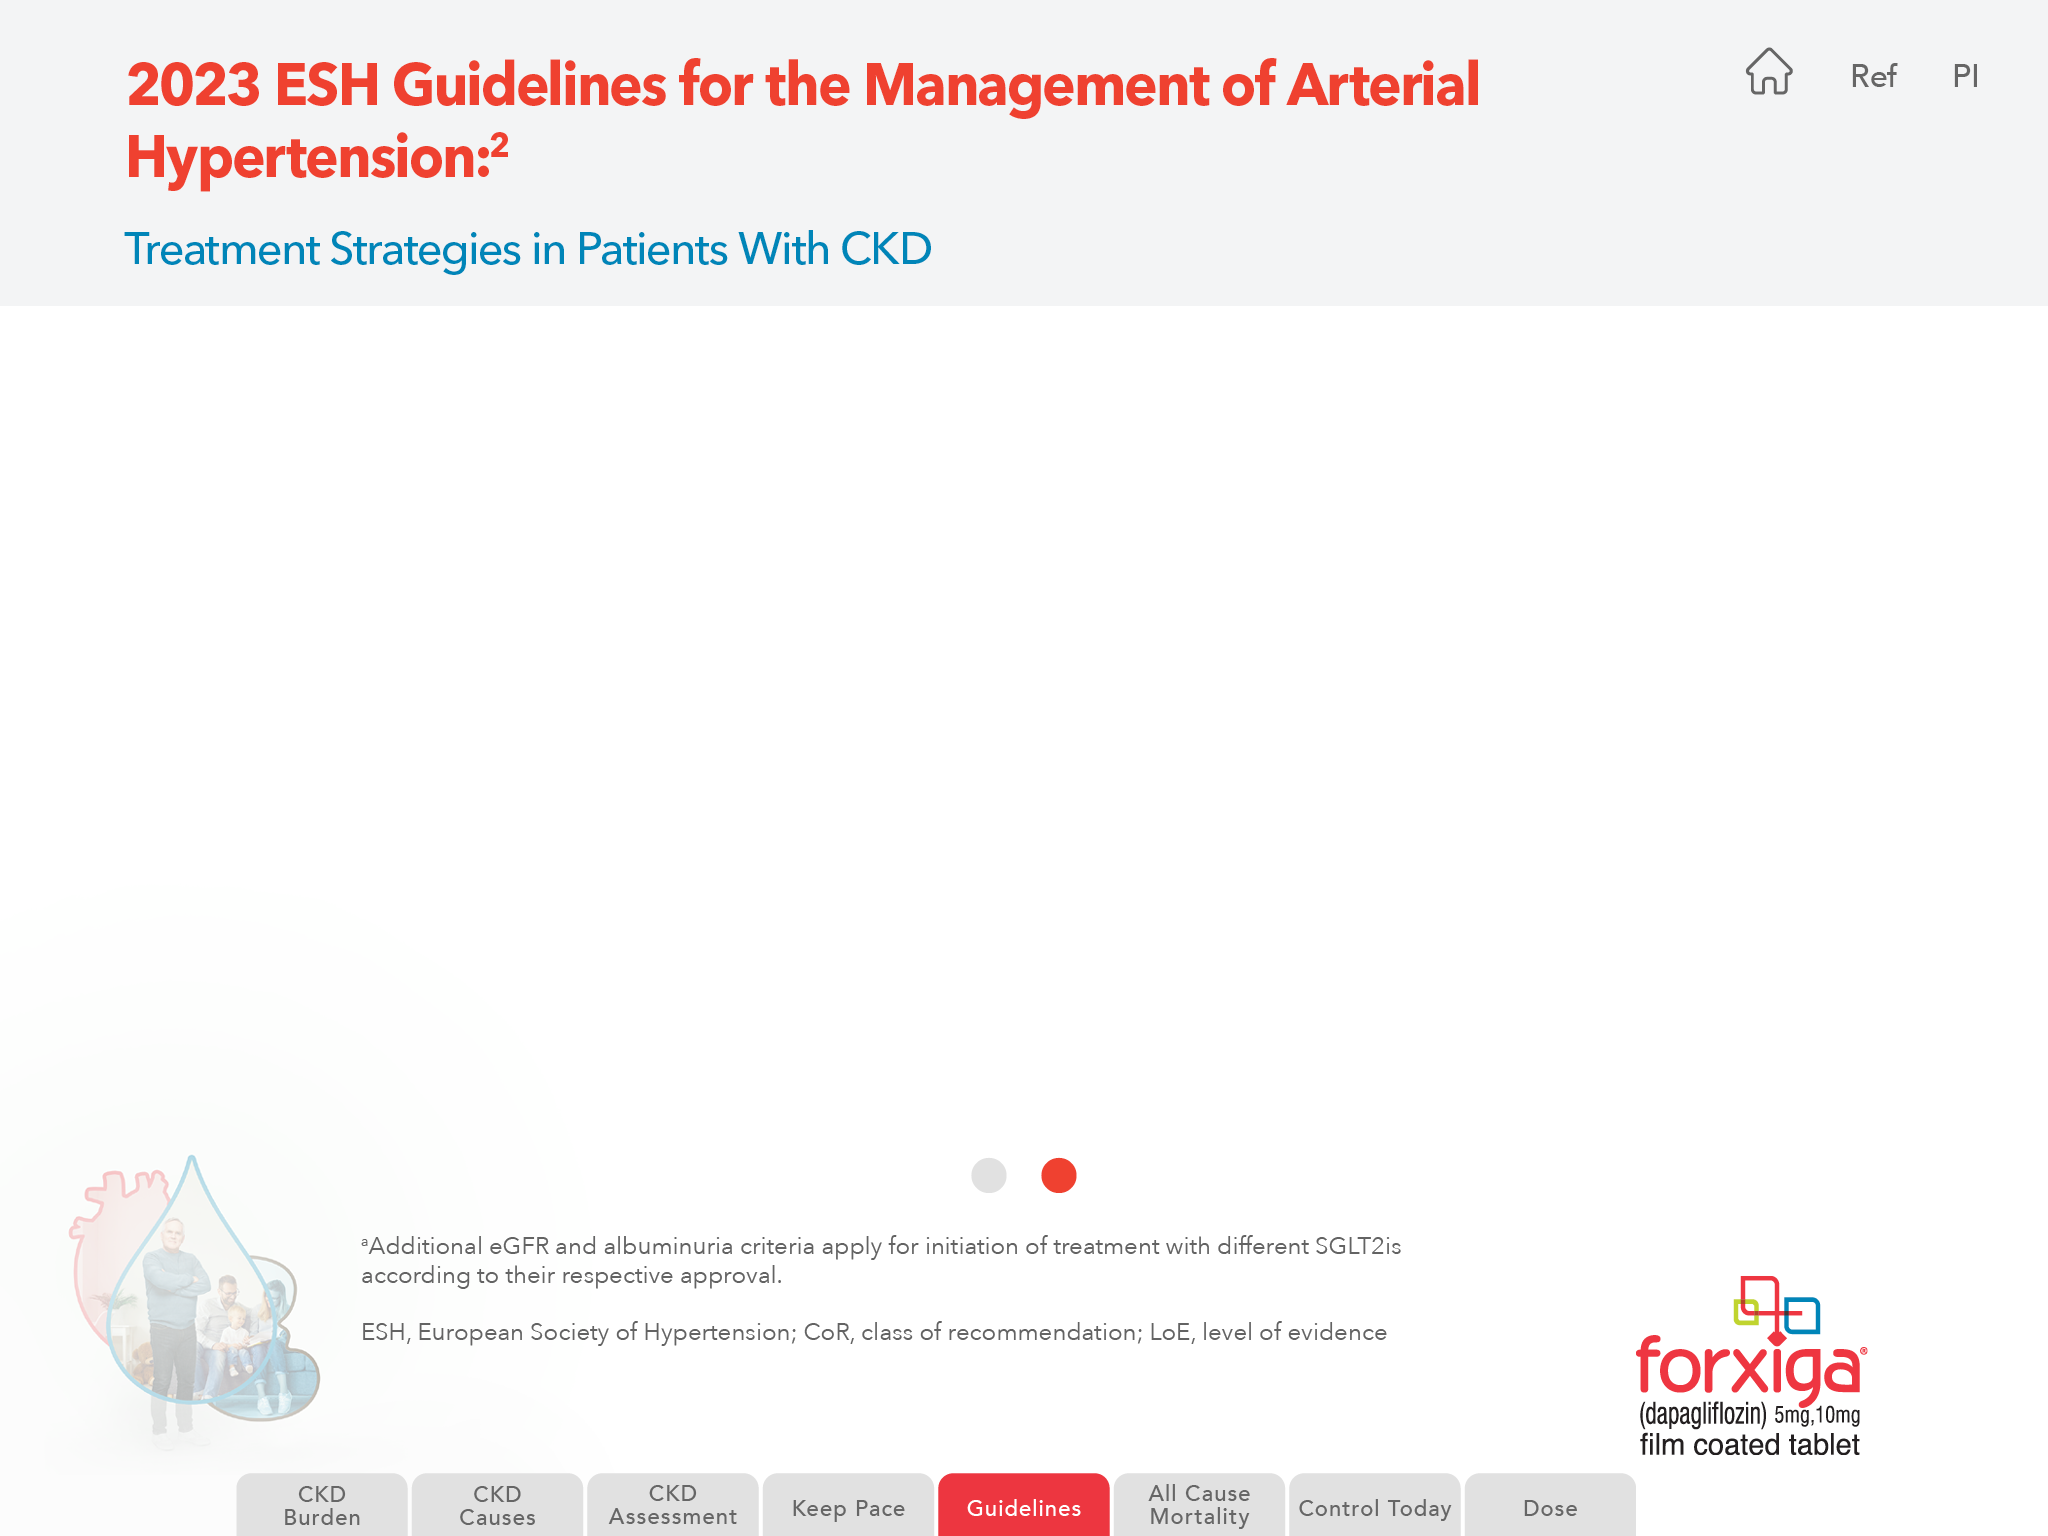 2023 ESH Guidelines for the Management of Arterial
Hypertension:²
Treatment Strategies in Patients With CKD
Ref
PI
ᵃAdditional eGFR and albuminuria criteria apply for initiation of treatment with different SGLT2is
according to their respective approval.
ESH, European Society of Hypertension; CoR, class of recommendation; LoE, level of evidence
forxiga®
(dapagliflozin) 5mg,10mg
film coated tablet
CKD
Burden
CKD
Causes
CKD
Assessment
Keep Pace
Guidelines
All Cause
Mortality
Control Today
Dose